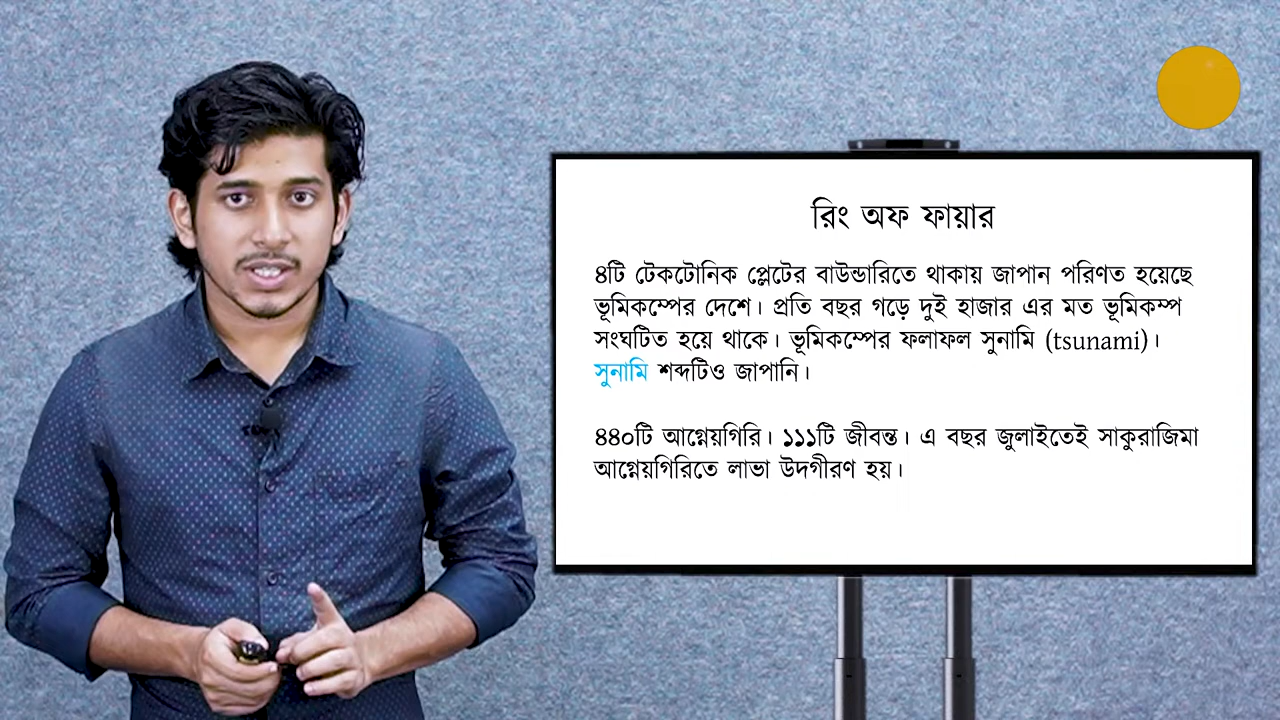 রিং অফ ফায়ার
৪টি টেকটোনিক প্লেটের বাউন্ডারিতে থাকায় জাপান পরিণত হয়েছে
ভূমিকম্পের দেশে। প্রতি বছর গড়ে দুই হাজার এর মত ভূমিকম্প
সংঘটিত হয়ে থাকে। ভূমিকম্পের ফলাফল সুনামি (tsunami)।
সুনামি শব্দটিও জাপানি।
৪৪০টি আগ্নেয়গিরি। ১১১টি জীবন্ত। এ বছর জুলাইতেই সাকুরাজিমা
আগ্নেয়গিরিতে লাভা উদগীরণ হয়।